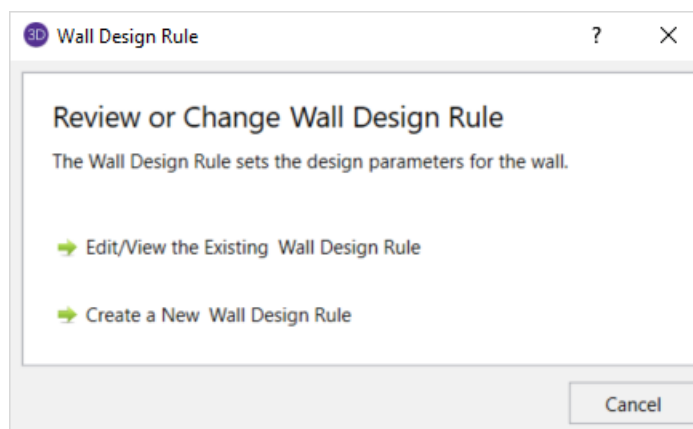 3D Wall Design Rule ? X
Review or Change Wall Design Rule
The Wall Design Rule sets the design parameters for the wall.
Edit/View the Existing Wall Design Rule
Create a New Wall Design Rule
Cancel